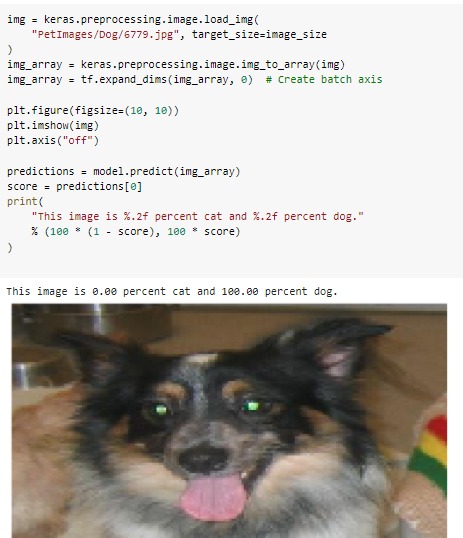 img = keras.preprocessing.image.load_img(
"PetImages/Dog/6779.jpg", target_size=image_size
)
img_array = keras.preprocessing.image.img_to_array(img)
img_array = tf.expand_dims(img_array, 0)  # Create batch axis
plt.figure(figsize=(10, 10))
plt.imshow(img)
plt.axis("off")
predictions = model.predict(img_array)
score = predictions[0]
print(
"This image is %.2f percent cat and %.2f percent dog."
% (100 * (1 - score), 100 * score)
)
This image is 0.00 percent cat and 100.00 percent dog.